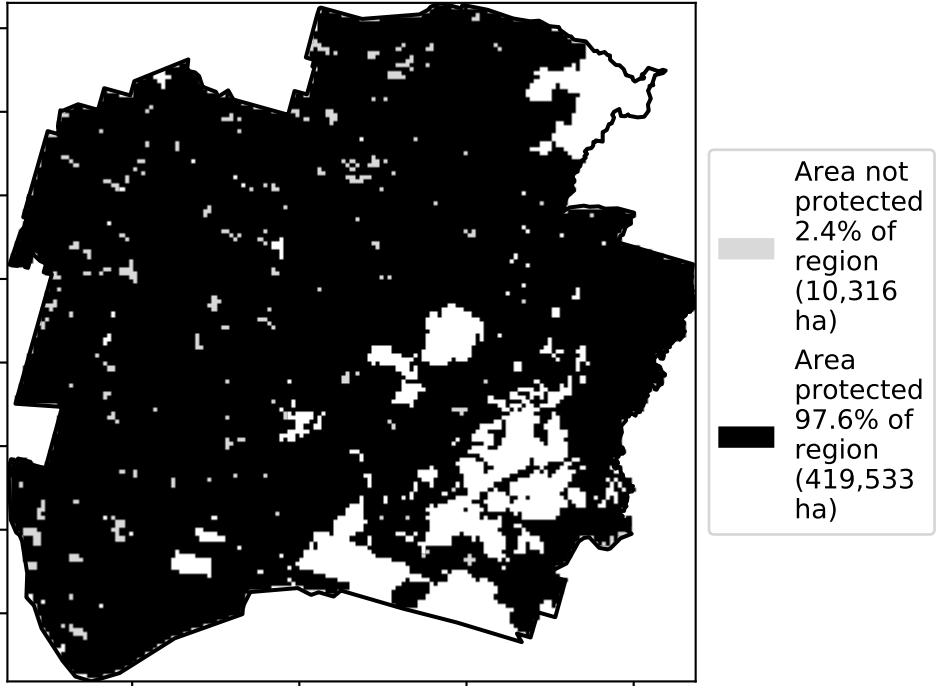 Area not
protected
2.4% of
region
(10,316
ha)
Area
protected
97.6% of
region
(419,533
ha)